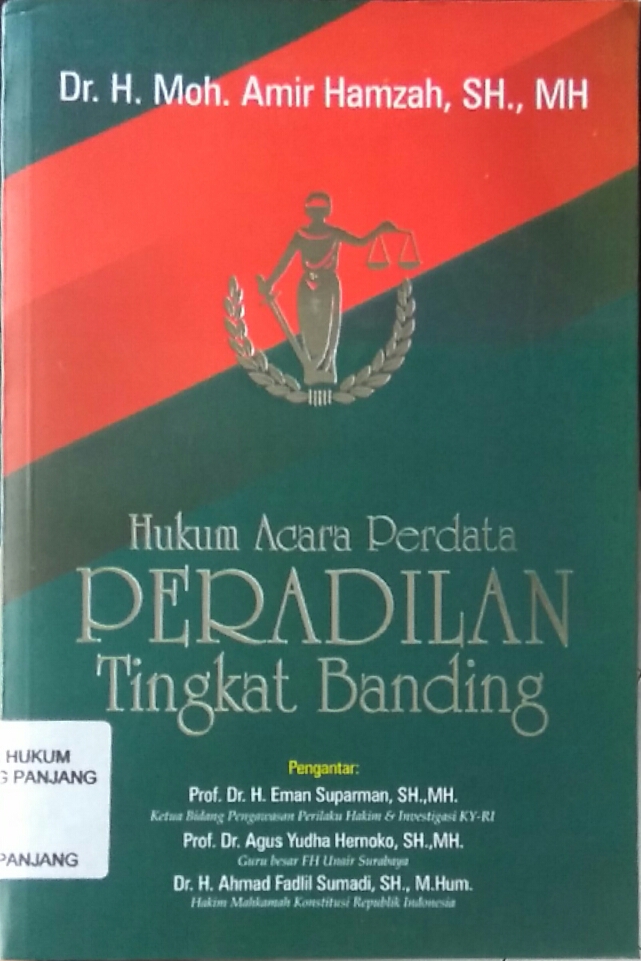 Dr. H. Moh. Amir Hamzah, SH., MH
Hukum Acara Perdata
PERADILAN
Tingkat Banding
Pengantar:
Prof. Dr. H. Eman Suparman, SH.,MH.
Ketua Bidang Pengawasan Perilaku Hakim & Investigasi KY-RI
Prof. Dr. Agus Yudha Hernoko, SH.,MH.
Guru besar FH Unair Surabaya
Dr. H. Ahmad Fadlil Sumadi, SH., M.Hum.
Hakim Mahkamah Konstitusi Republik Indonesia
HUKUM
G PANJANG
PANJANG